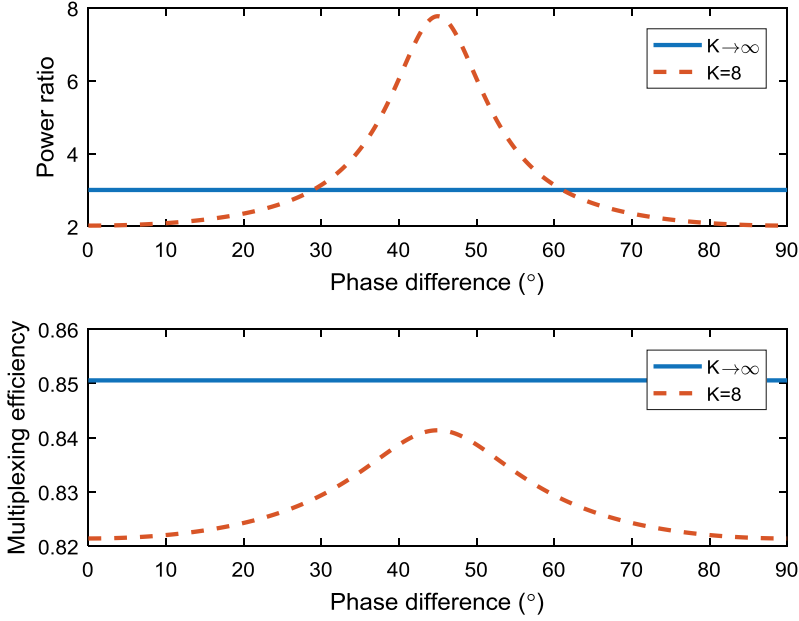 8
6
4
2
Power ratio
K→∞
K=8
0 10 20 30 40 50 60 70 80 90
Phase difference (°)
0.86
0.85
0.84
0.83
0.82
Multiplexing efficiency
K→∞
K=8
0 10 20 30 40 50 60 70 80 90
Phase difference (°)